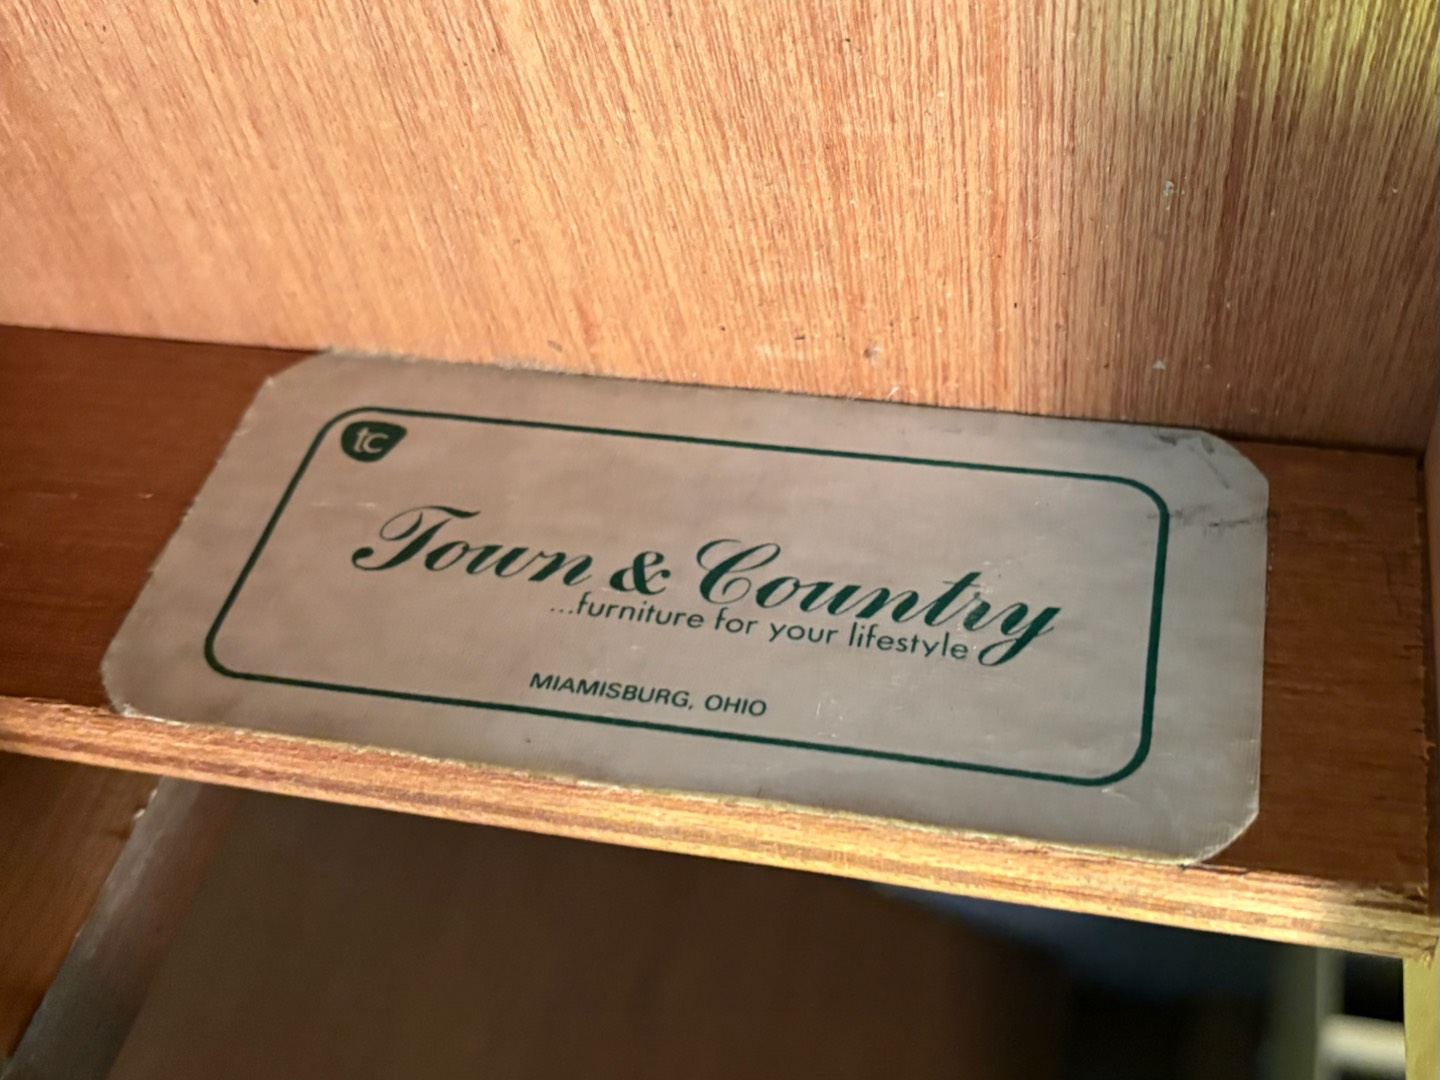 tc
Town & Country
...furniture for your lifestyle
MIAMISBURG, OHIO